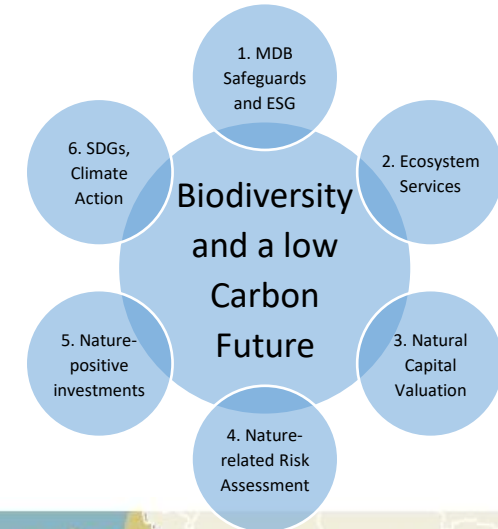 1. MDB
Safeguards
and ESG
2. Ecosystem
Services
3. Natural
Capital
Valuation
4. Nature-
related Risk
Assessment
5. Nature-
positive
investments
6. SDGs,
Climate
Action
Biodiversity
and a low
Carbon
Future